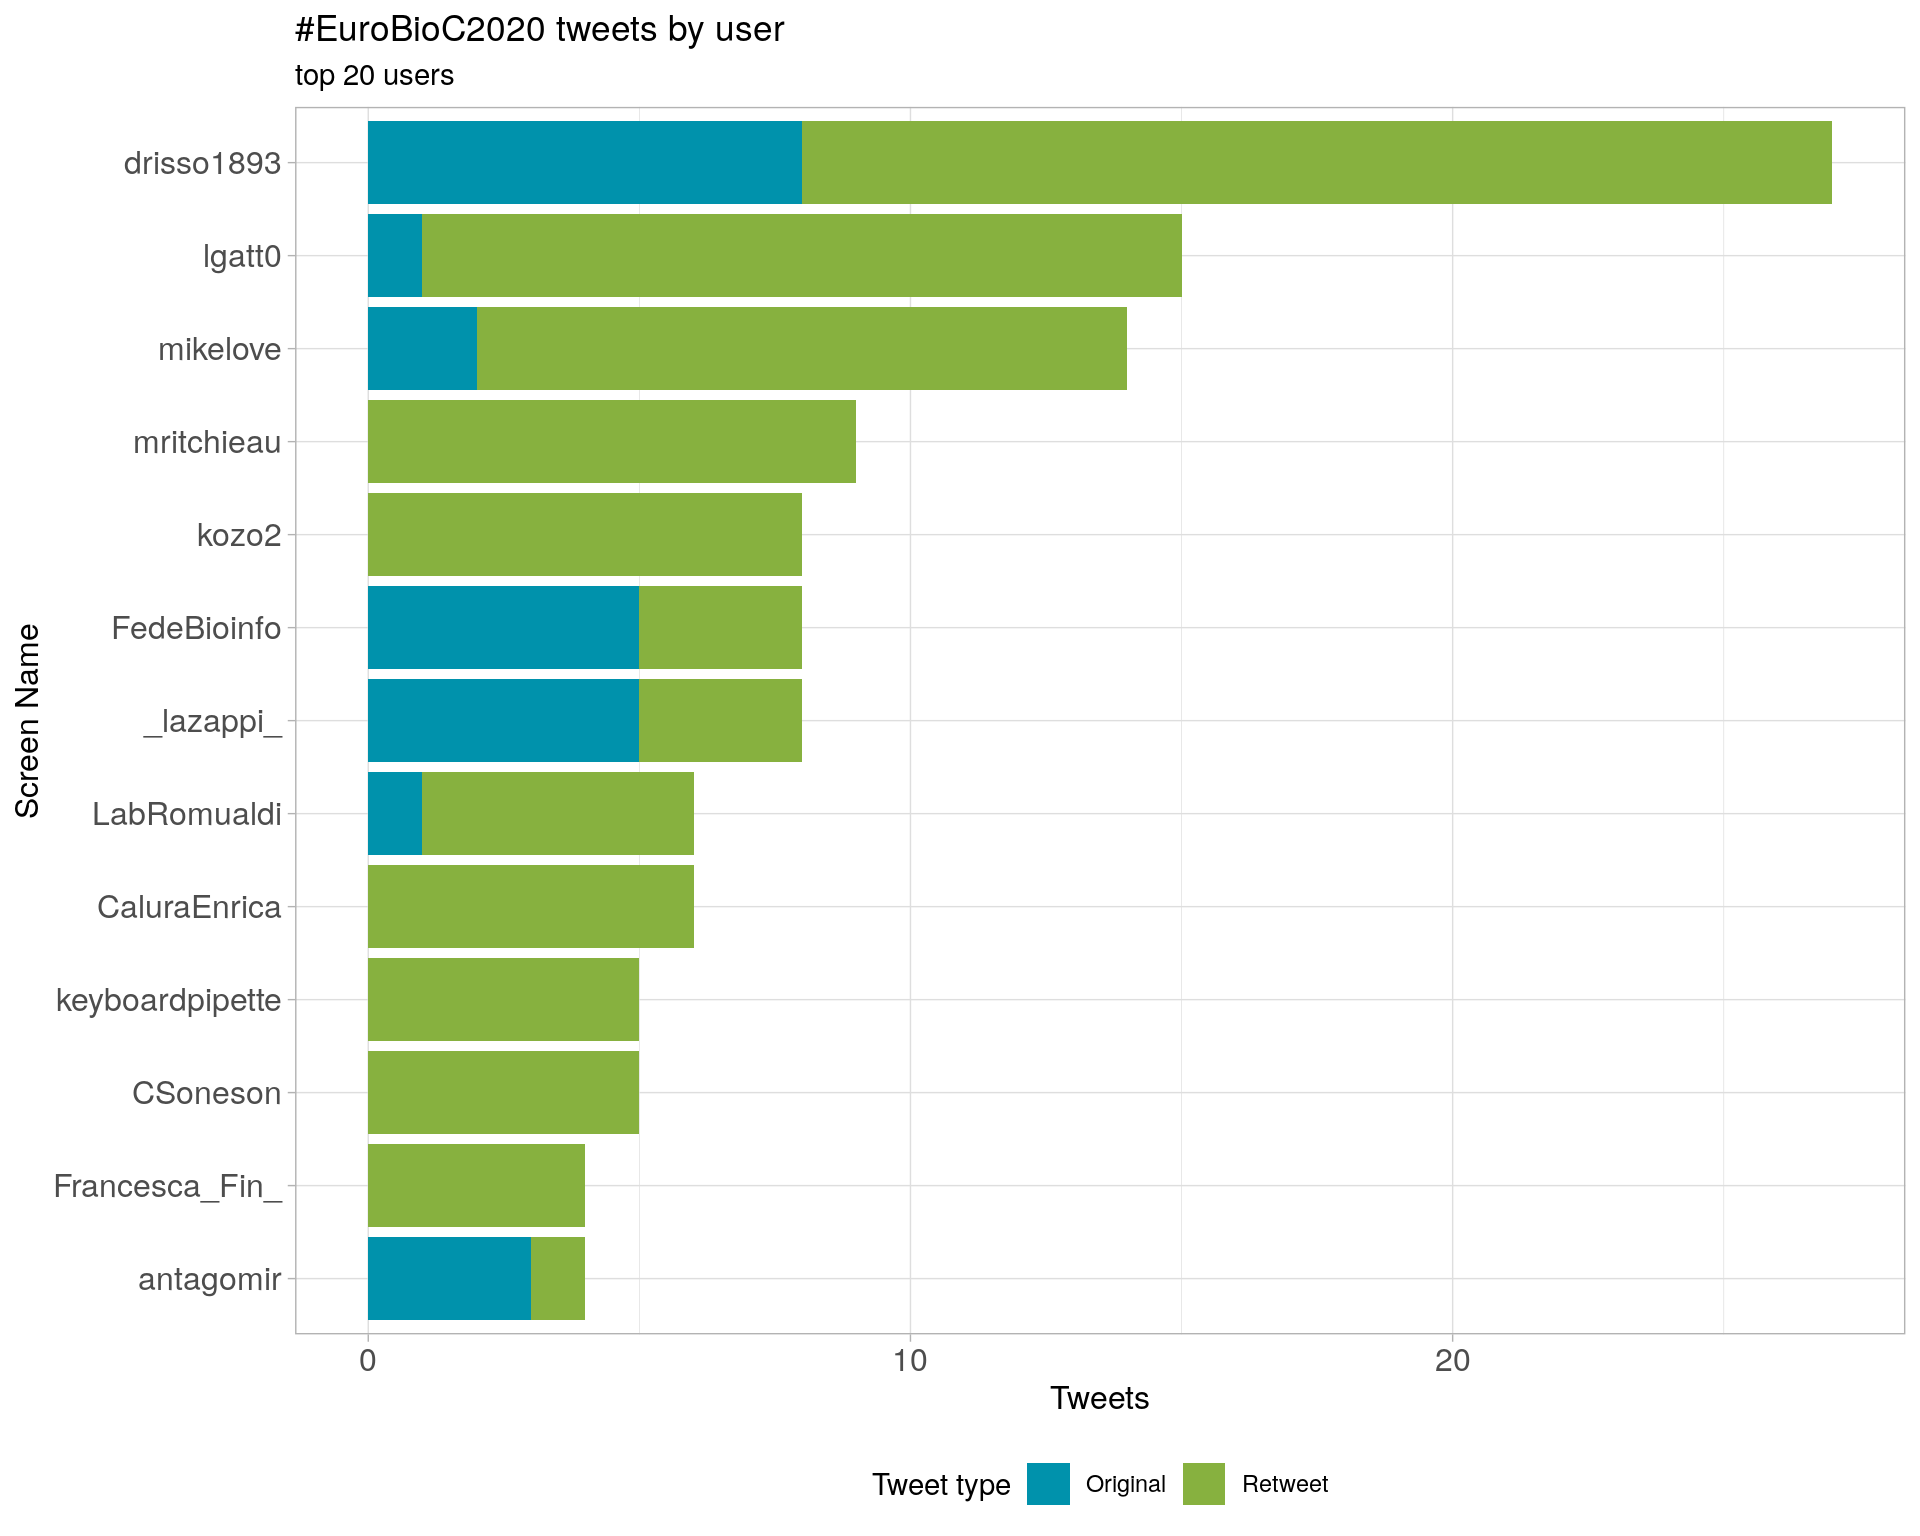 #EuroBioC2020 tweets by user
top 20 users
Screen Name
drisso1893
lgatt0
mikelove
mritchieau
kozo2
FedeBioinfo
_lazappi_
LabRomualdi
CaluraEnrica
keyboardpipette
CSoneson
Francesca_Fin_
antagomir
0 10 20
Tweets
Tweet type Original Retweet